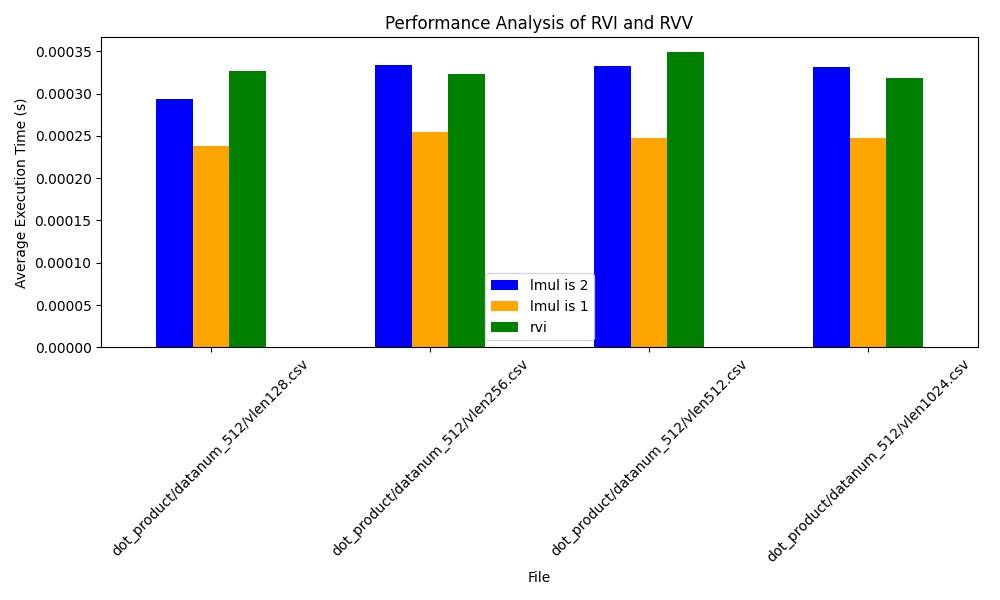 Performance Analysis of RVI and RVV
Average Execution Time (s)
0.00035
0.00030
0.00025
0.00020
0.00015
0.00010
0.00005
0.00000
lmul is 2
lmul is 1
rvi
dot_product/datanum_512/vlen128.csv
dot_product/datanum_512/vlen256.csv
dot_product/datanum_512/vlen512.csv
dot_product/datanum_512/vlen1024.csv
File